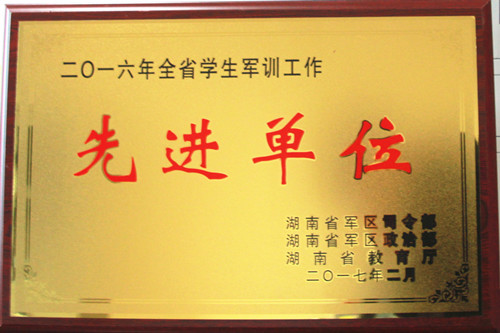 二〇一六年全省学生军训工作
先进单位
湖南省军区司令部
湖南省军区政治部
湖南省教育厅
二〇一七年二月